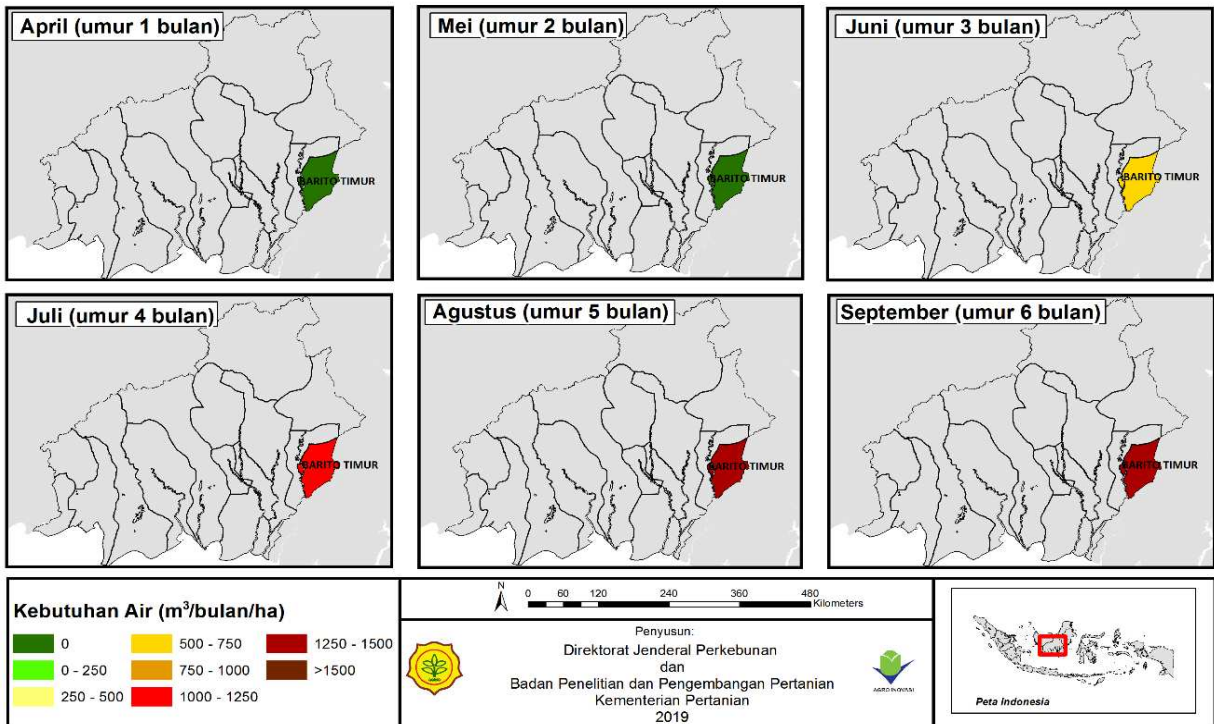 April (umur 1 bulan)
BARITO TIMUR
Mei (umur 2 bulan)
BARITO TIMUR
Juni (umur 3 bulan)
BARITO TIMUR
Juli (umur 4 bulan)
BARITO TIMUR
Agustus (umur 5 bulan)
BARITO TIMUR
September (umur 6 bulan)
BARITO TIMUR
Kebutuhan Air (m³/bulan/ha)
0
0 - 250
250 - 500
500 - 750
750 - 1000
1000 - 1250
1250 - 1500
>1500
N
0 60 120 240 360 480
Kilometers
Penyusun:
Direktorat Jenderal Perkebunan
dan
Badan Penelitian dan Pengembangan Pertanian
Kementerian Pertanian
2019
AGRO INOVASI
Peta Indonesia